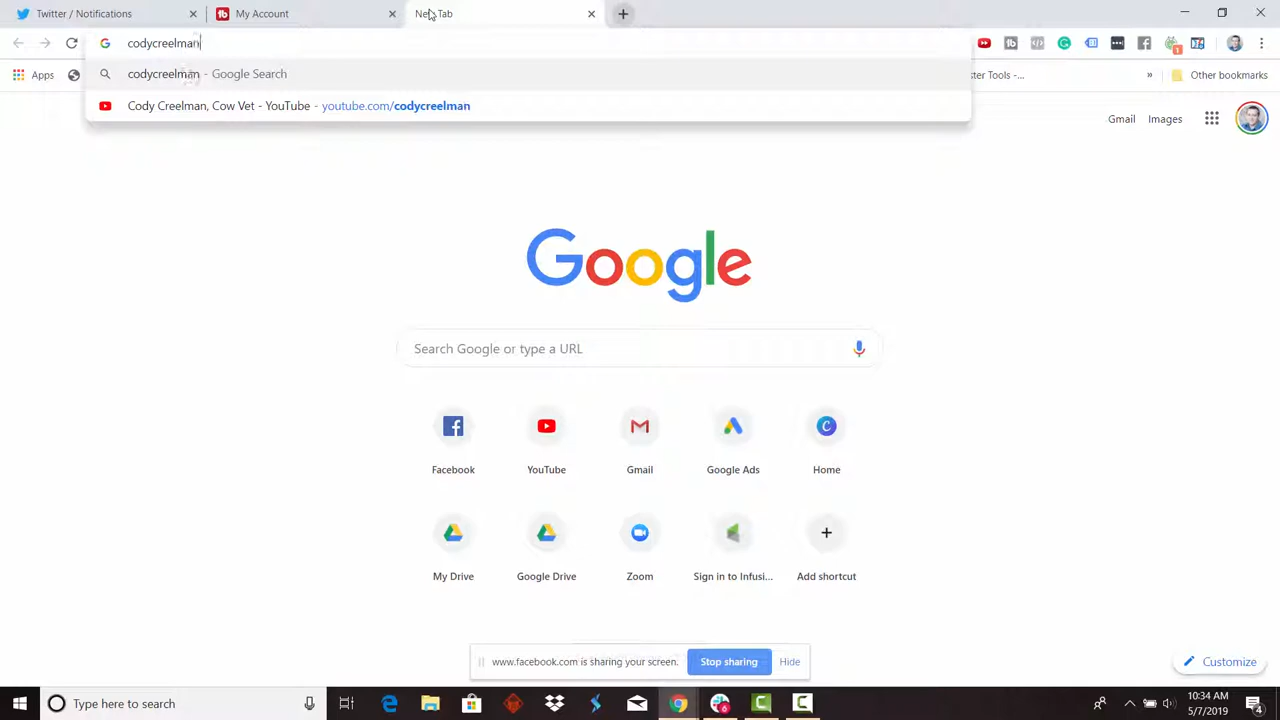 Twitter / Notifications
My Account
New Tab
codycreelman
codycreelman - Google Search
Cody Creelman, Cow Vet - YouTube - youtube.com/codycreelman
Apps
ster Tools -...
»
Other bookmarks
Gmail
Images
Google
Search Google or type a URL
Facebook
YouTube
Gmail
Google Ads
Home
My Drive
Google Drive
Zoom
Sign in to Infusi...
Add shortcut
www.facebook.com is sharing your screen.
Stop sharing
Hide
Customize
Type here to search
10:34 AM
5/7/2019